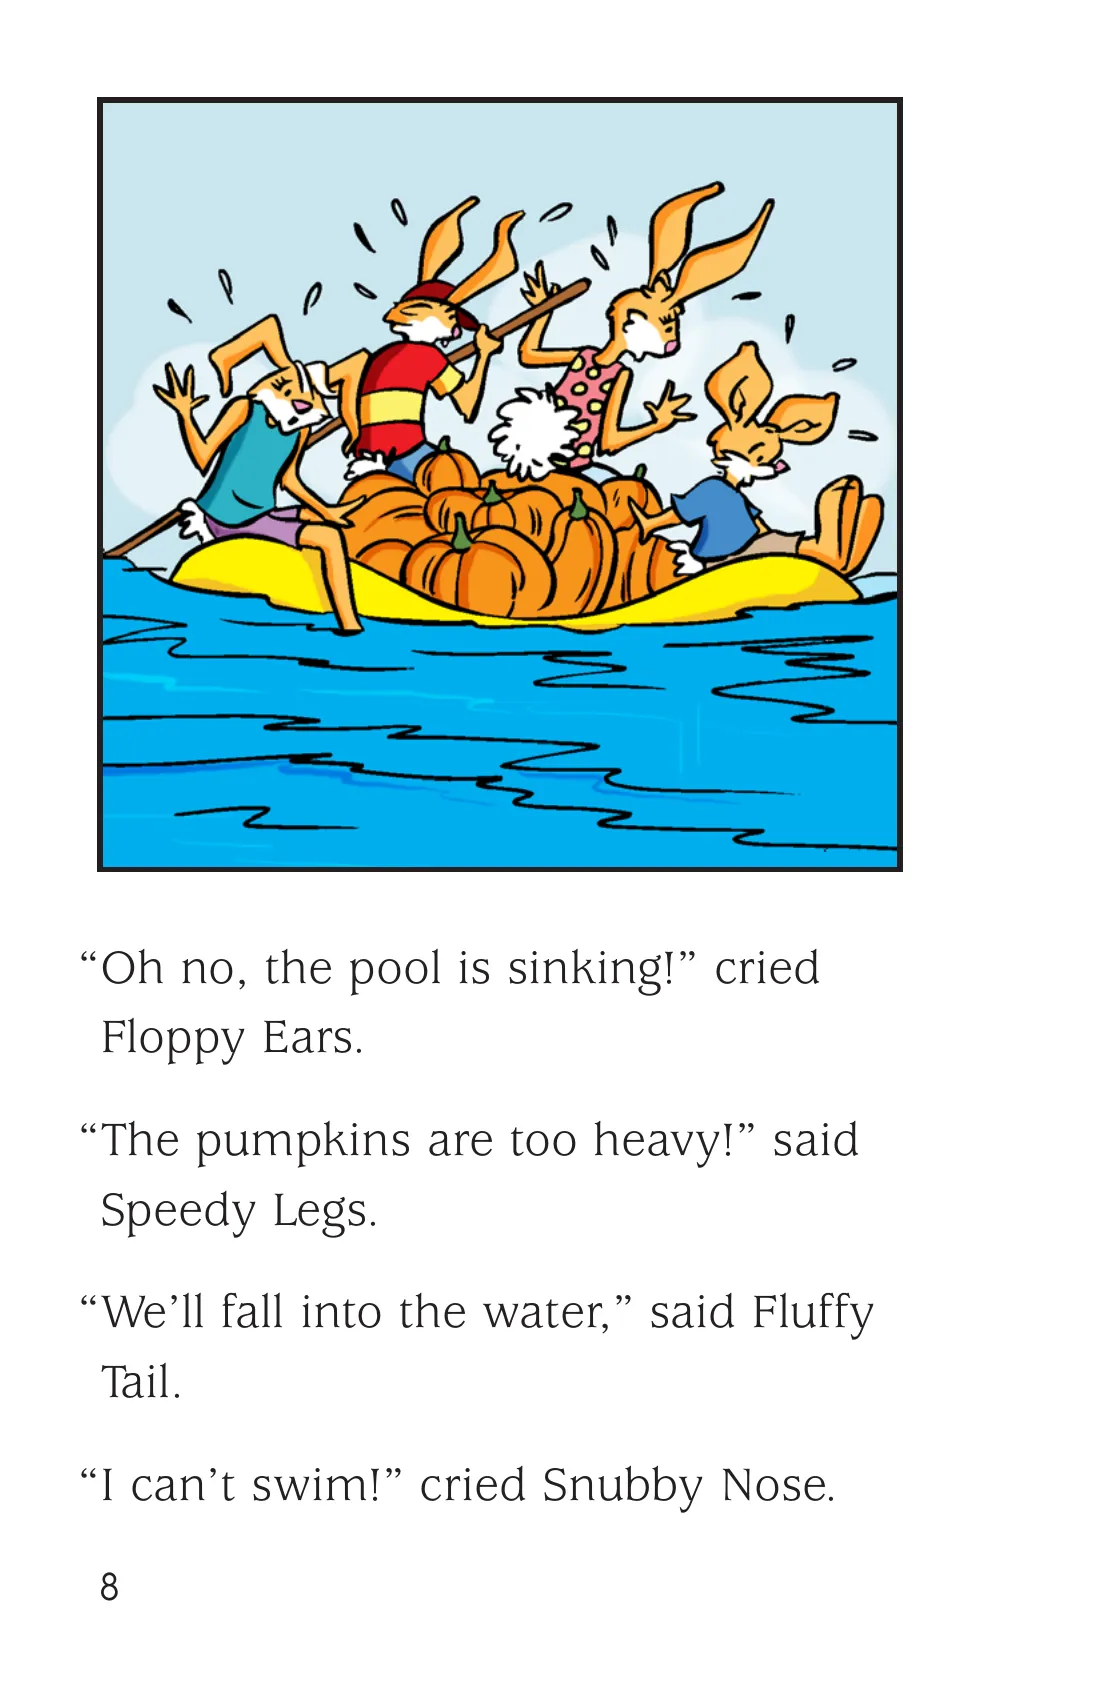 “Oh no, the pool is sinking!” cried
Floppy Ears.
“The pumpkins are too heavy!” said
Speedy Legs.
“We’ll fall into the water,” said Fluffy
Tail.
“I can’t swim!” cried Snubby Nose.
8